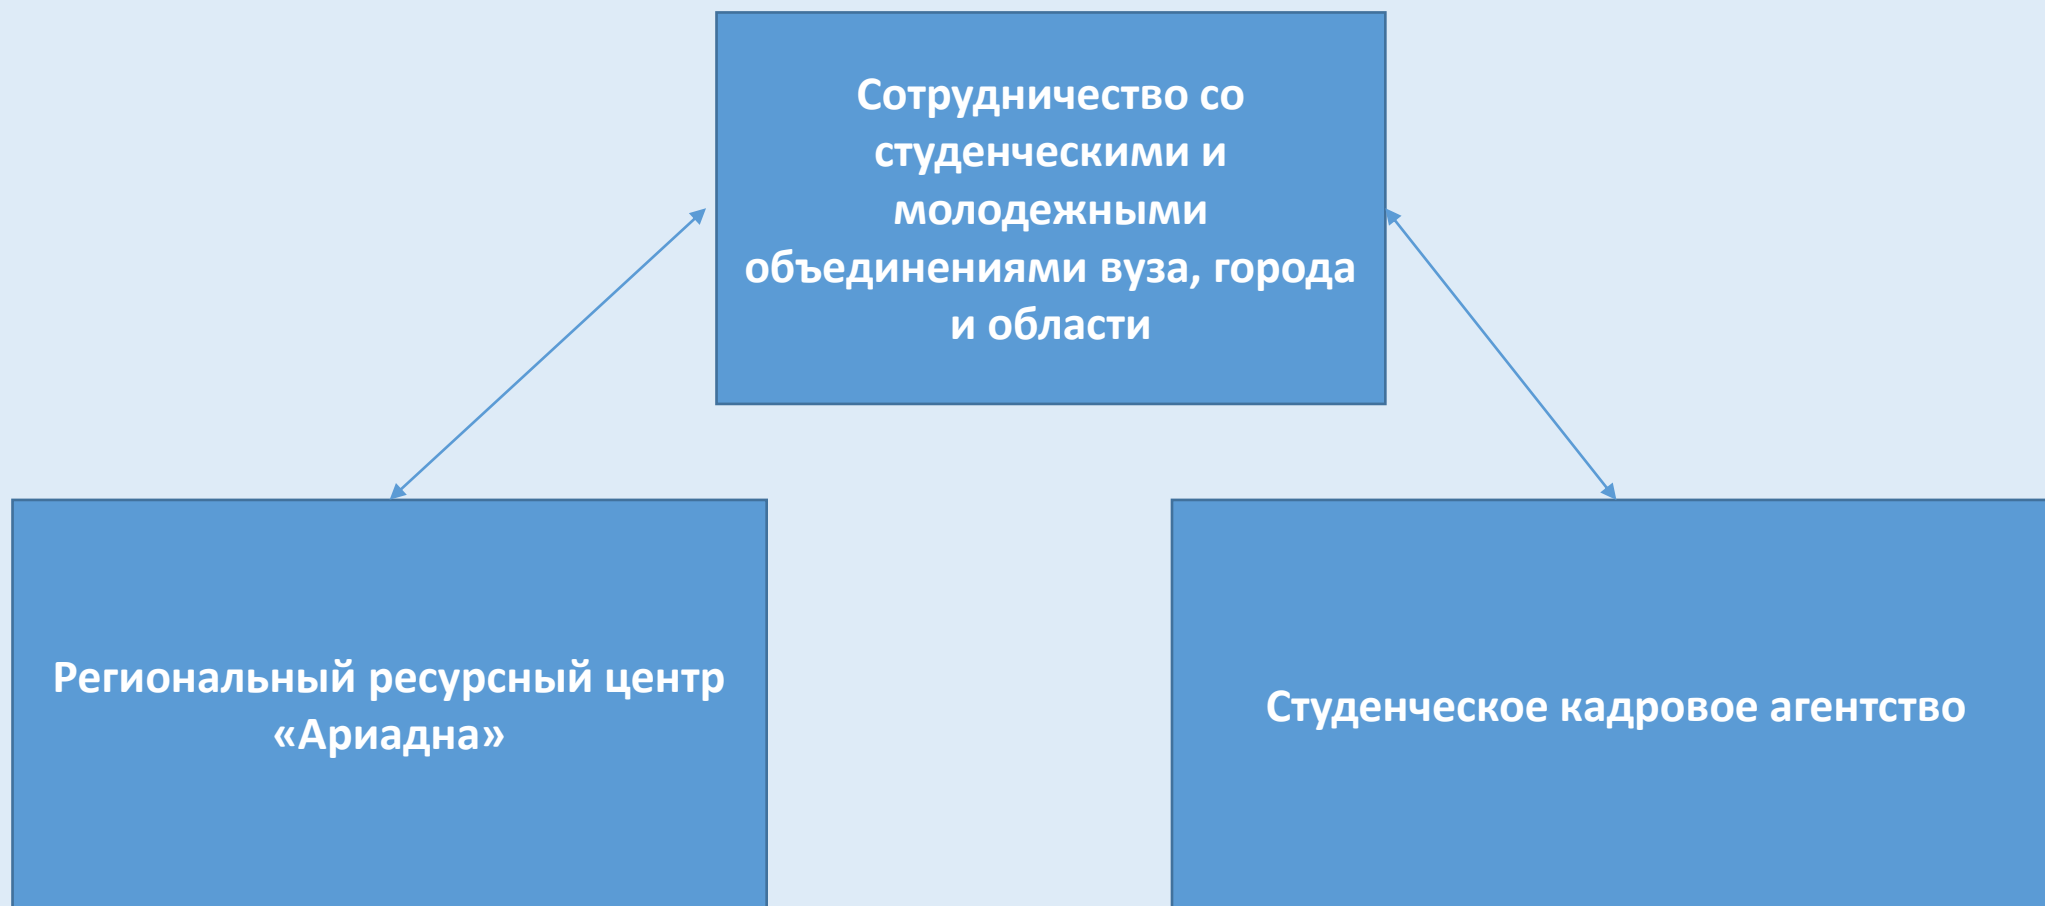 Сотрудничество со
студенческими и
молодежными
объединениями вуза, города
и области
Региональный ресурсный центр
«Ариадна»
Студенческое кадровое агентство